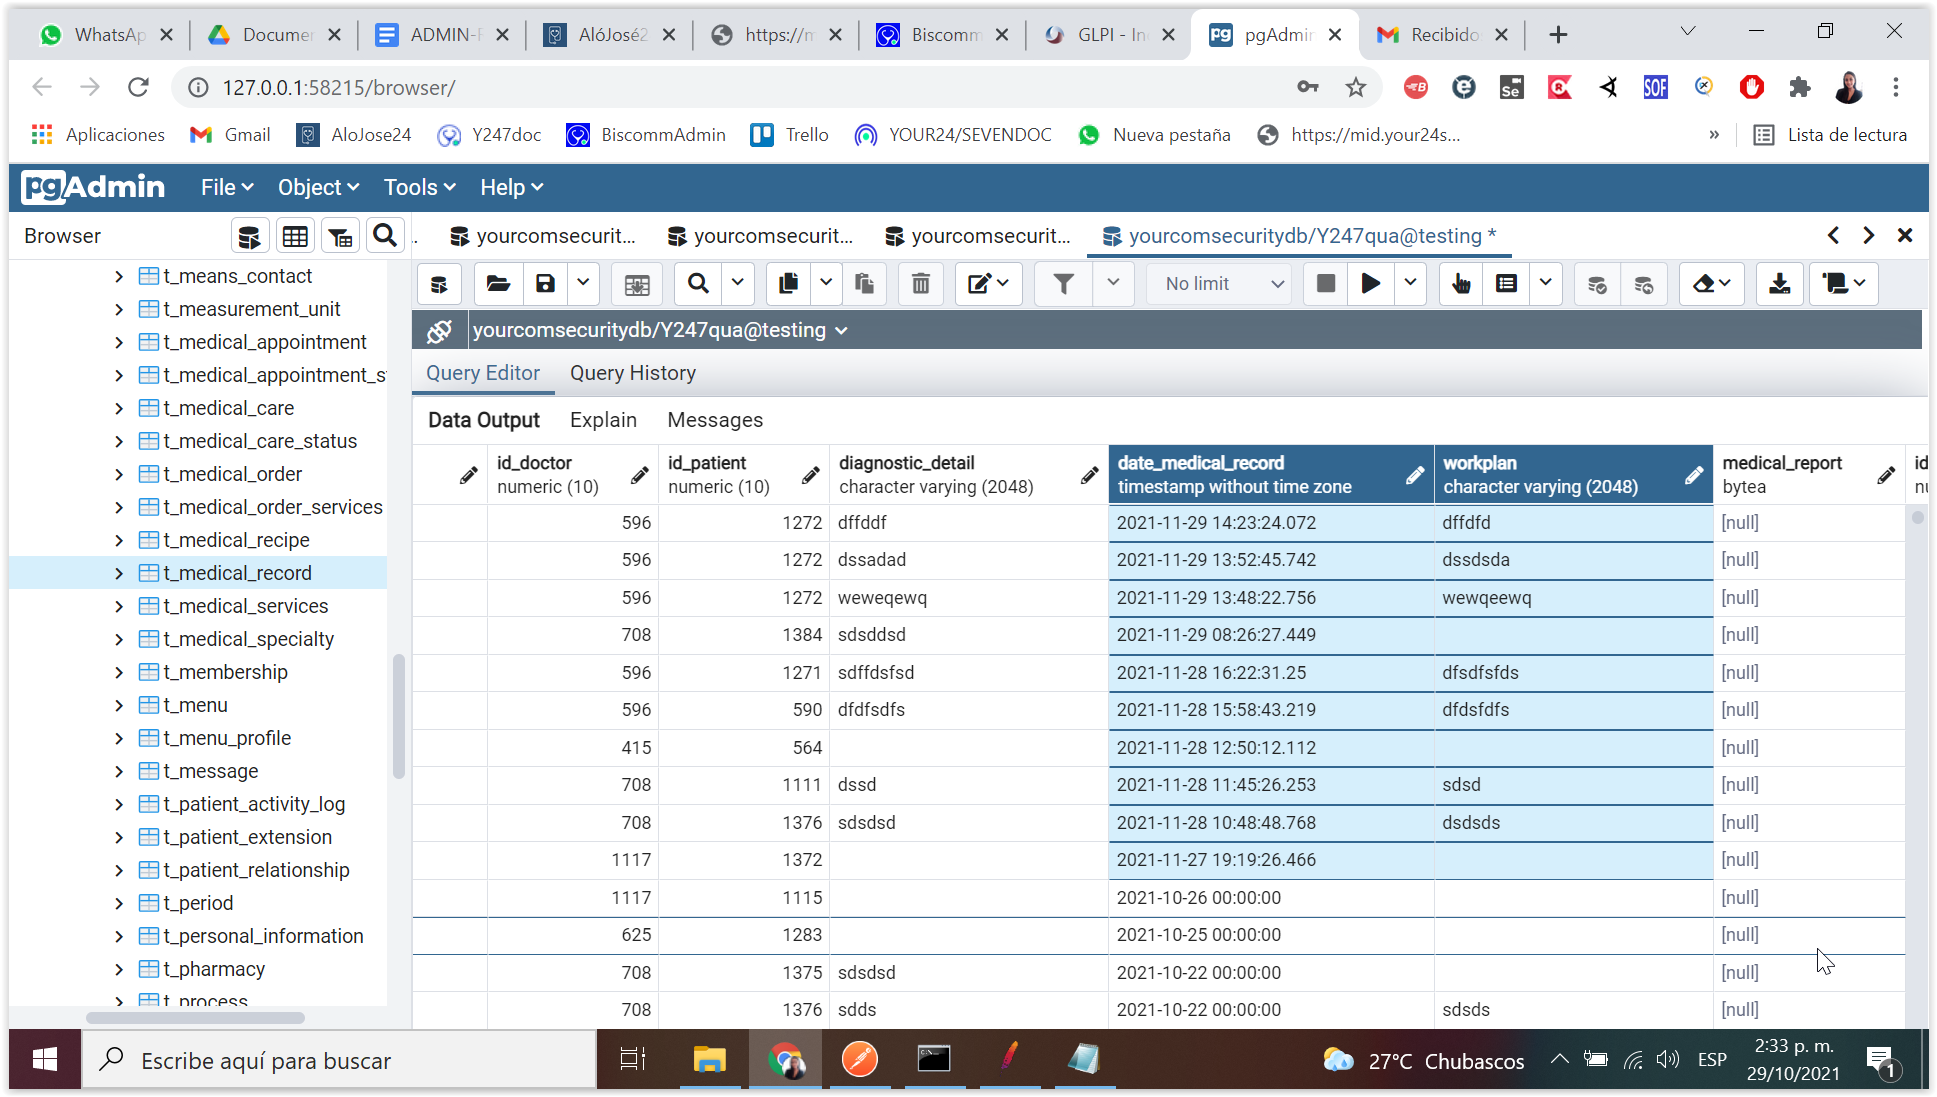 WhatsAp
Documen
ADMIN-F
AlóJosé2
https://m
Biscomm
GLPI - In
pgAdmin
Recibidos
127.0.0.1:58215/browser/
Aplicaciones
Gmail
AloJose24
Y247doc
BiscommAdmin
Trello
YOUR24/SEVENDOC
Nueva pestaña
https://mid.your24s...
»
Lista de lectura
pgAdmin
File
Object
Tools
Help
Browser
yourcomsecurit...
yourcomsecurit...
yourcomsecurit...
yourcomsecuritydb/Y247qua@testing *
No limit
yourcomsecuritydb/Y247qua@testing
Query Editor
Query History
Data Output
Explain
Messages
t_means_contact
t_measurement_unit
t_medical_appointment
t_medical_appointment_s
t_medical_care
t_medical_care_status
t_medical_order
t_medical_order_services
t_medical_recipe
t_medical_record
t_medical_services
t_medical_specialty
t_membership
t_menu
t_menu_profile
t_message
t_patient_activity_log
t_patient_extension
t_patient_relationship
t_period
t_personal_information
t_pharmacy
t_process
id_doctor id_patient diagnostic_detail date_medical_record workplan medical_report id
numeric (10) numeric (10) character varying (2048) timestamp without time zone character varying (2048) bytea nu
596 1272 dffddf 2021-11-29 14:23:24.072 dffdfd [null]
596 1272 dssadad 2021-11-29 13:52:45.742 dssdsda [null]
596 1272 weweqewq 2021-11-29 13:48:22.756 wewqeewq [null]
708 1384 sdsddsd 2021-11-29 08:26:27.449 [null]
596 1271 sdffdsfsd 2021-11-28 16:22:31.25 dfsdfsfds [null]
596 590 dfdfsdfs 2021-11-28 15:58:43.219 dfdsfdfs [null]
415 564 2021-11-28 12:50:12.112 [null]
708 1111 dssd 2021-11-28 11:45:26.253 sdsd [null]
708 1376 sdsdsd 2021-11-28 10:48:48.768 dsdsds [null]
1117 1372 2021-11-27 19:19:26.466 [null]
1117 1115 2021-10-26 00:00:00 [null]
625 1283 2021-10-25 00:00:00 [null]
708 1375 sdsdsd 2021-10-22 00:00:00 [null]
708 1376 sdds 2021-10-22 00:00:00 sdsds [null]
Escribe aquí para buscar
27°C Chubascos
ESP
2:33 p. m.
29/10/2021
1